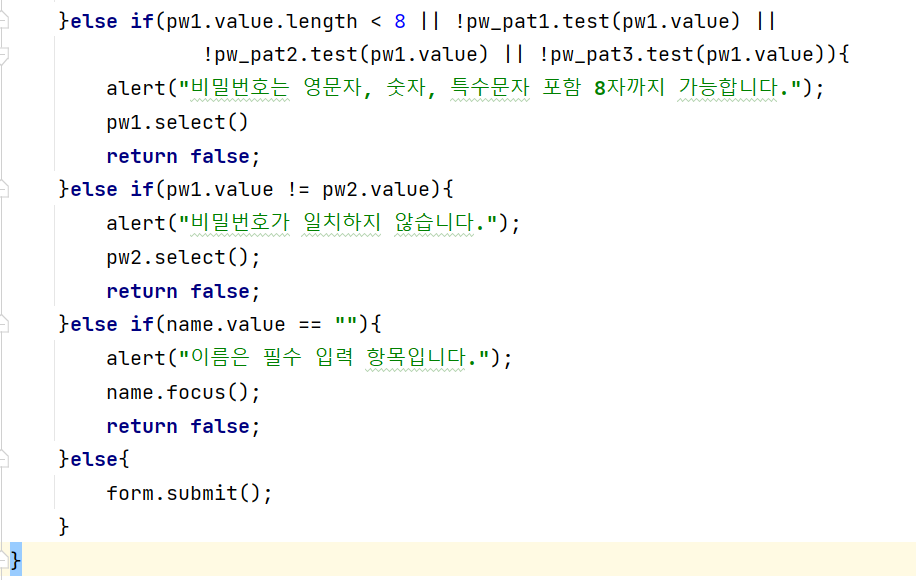 }else if(pw1.value.length < 8 || !pw_pat1.test(pw1.value) ||
!pw_pat2.test(pw1.value) || !pw_pat3.test(pw1.value)){
alert("비밀번호는 영문자, 숫자, 특수문자 포함 8자까지 가능합니다.");
pw1.select()
return false;
}else if(pw1.value != pw2.value){
alert("비밀번호가 일치하지 않습니다.");
pw2.select();
return false;
}else if(name.value == ""){
alert("이름은 필수 입력 항목입니다.");
name.focus();
return false;
}else{
form.submit();
}
}